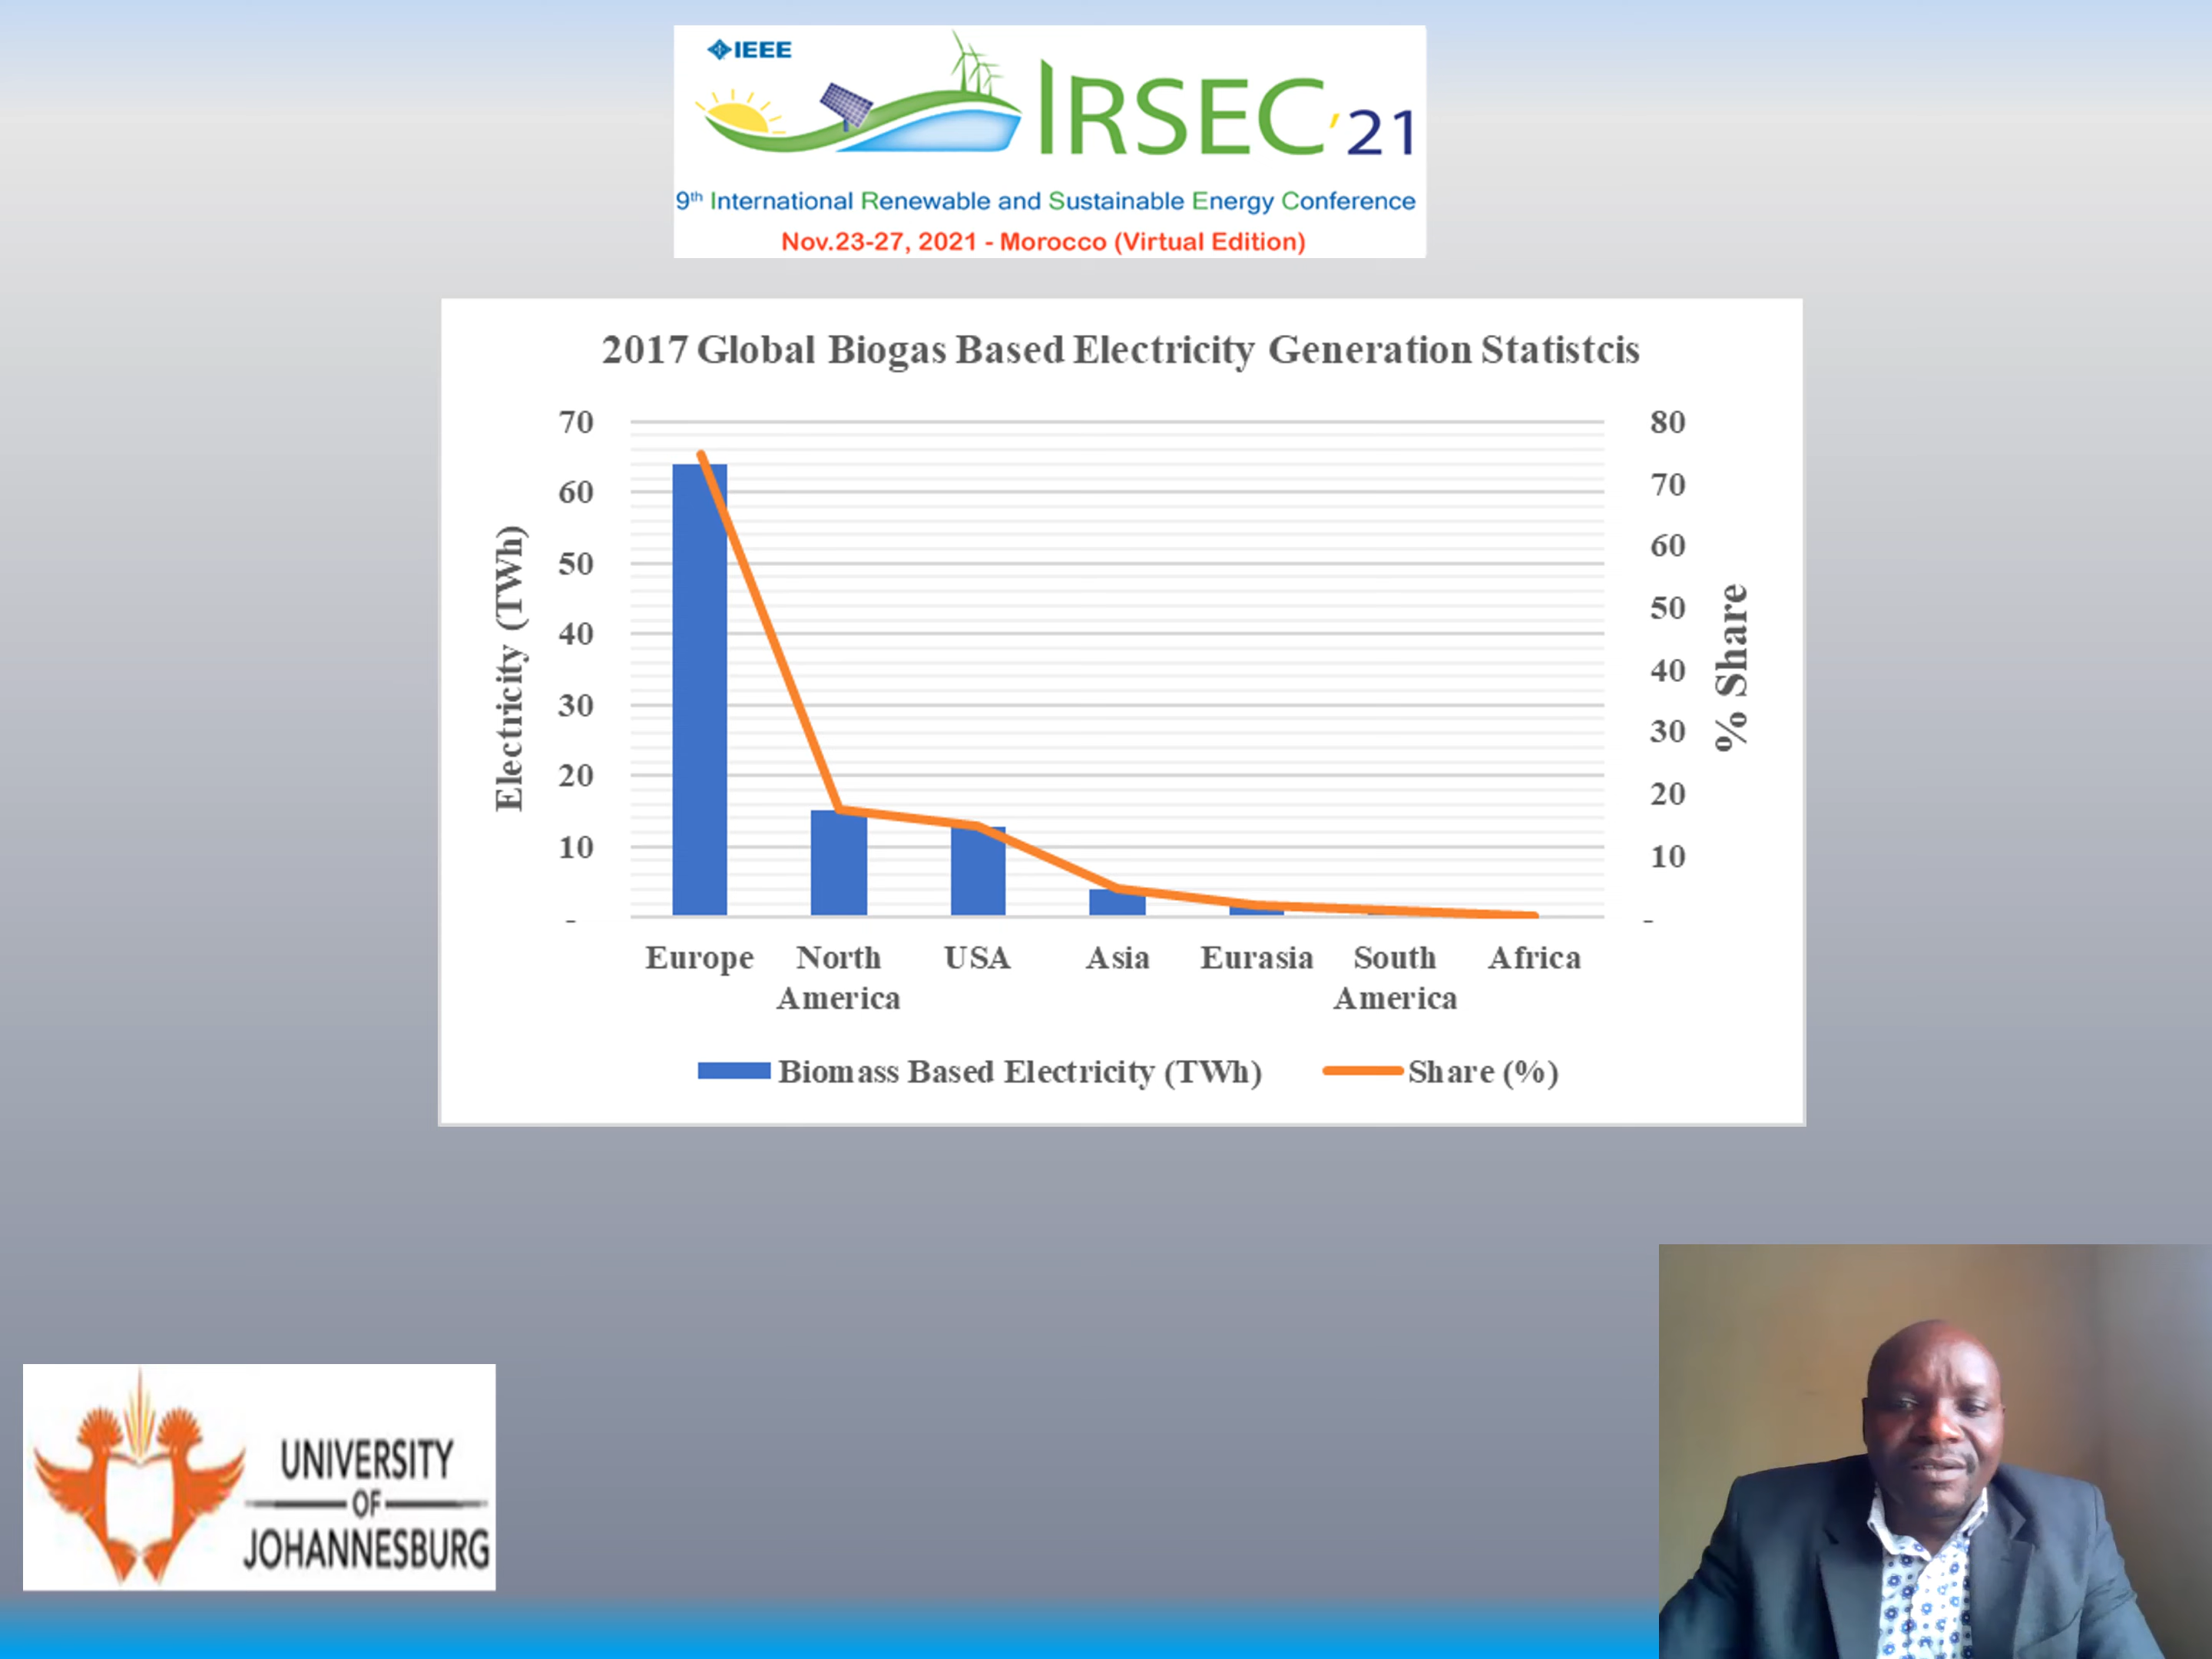 IEEE
IRSEC '21
9th International Renewable and Sustainable Energy Conference
Nov.23-27, 2021 - Morocco (Virtual Edition)
2017 Global Biogas Based Electricity Generation Statistcis
70
60
50
40
30
20
10
-
Electricity (TWh)
80
70
60
50
40
30
20
10
-
% Share
Europe
North America
USA
Asia
Eurasia
South America
Africa
Biomass Based Electricity (TWh)
Share (%)
UNIVERSITY
OF
JOHANNESBURG